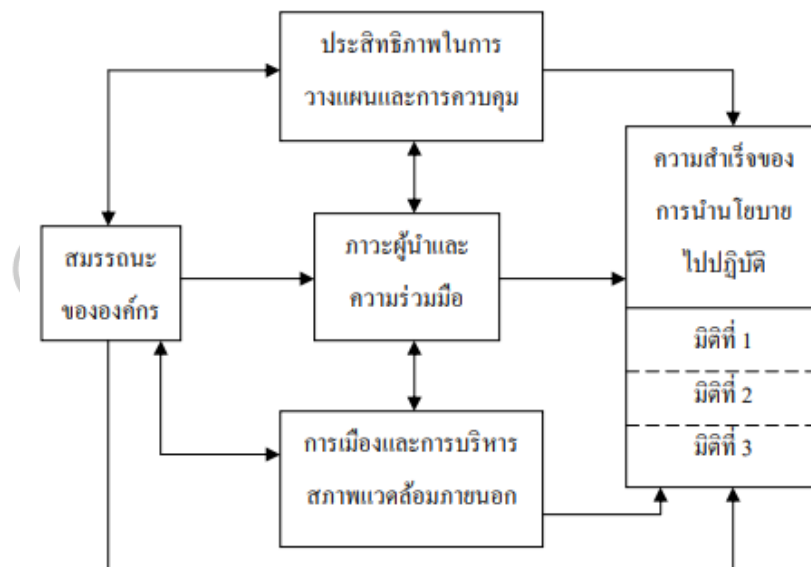 ประสิทธิภาพในการ
วางแผนและการควบคุม
สมรรถนะ
ขององค์กร
ภาวะผู้นำและ
ความร่วมมือ
การเมืองและการบริหาร
สภาพแวดล้อมภายนอก
ความสำเร็จของ
การนำนโยบาย
ไปปฏิบัติ
มิติที่ 1
มิติที่ 2
มิติที่ 3